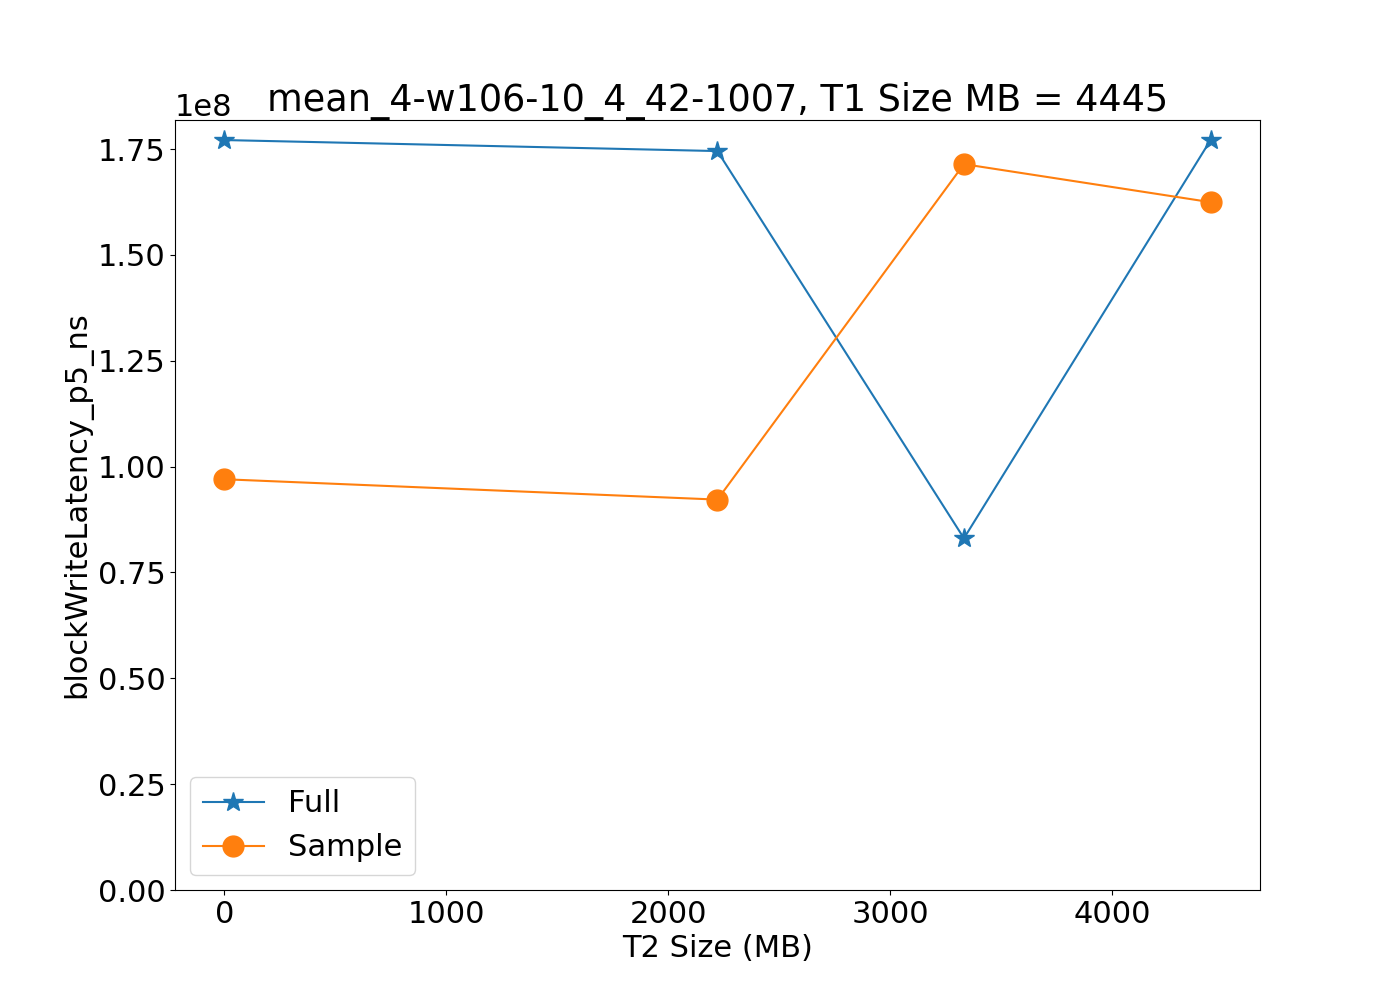 1e8
mean_4-w106-10_4_42-1007, T1 Size MB = 4445
1.75
1.50
1.25
1.00
0.75
0.50
0.25
0.00
blockWriteLatency_p5_ns
Full
Sample
0 1000 2000 3000 4000
T2 Size (MB)